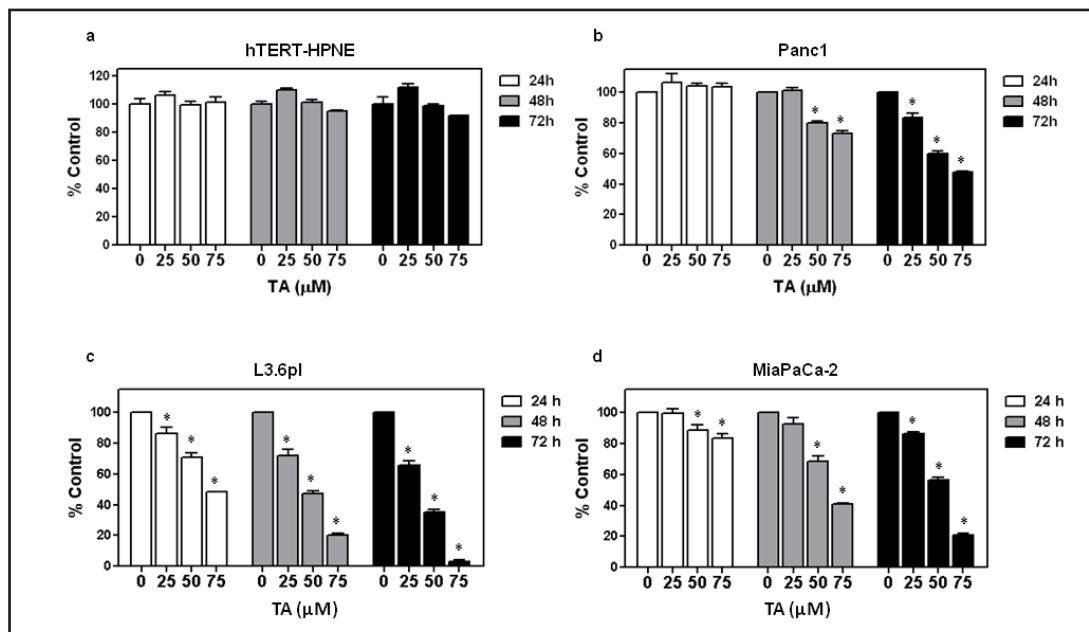 a
hTERT-HPNE
% Control
120
100
80
60
40
20
0
0 25 50 75 0 25 50 75 0 25 50 75
TA (µM)
24h
48h
72h
b
Panc1
% Control
100
80
60
40
20
0
* * * * *
0 25 50 75 0 25 50 75 0 25 50 75
TA (µM)
24h
48h
72h
c
L3.6pl
% Control
100
80
60
40
20
0
* * * * * * * * *
0 25 50 75 0 25 50 75 0 25 50 75
TA (µM)
24 h
48 h
72 h
d
MiaPaCa-2
% Control
100
80
60
40
20
0
* * * * * * *
0 25 50 75 0 25 50 75 0 25 50 75
TA (µM)
24 h
48 h
72 h